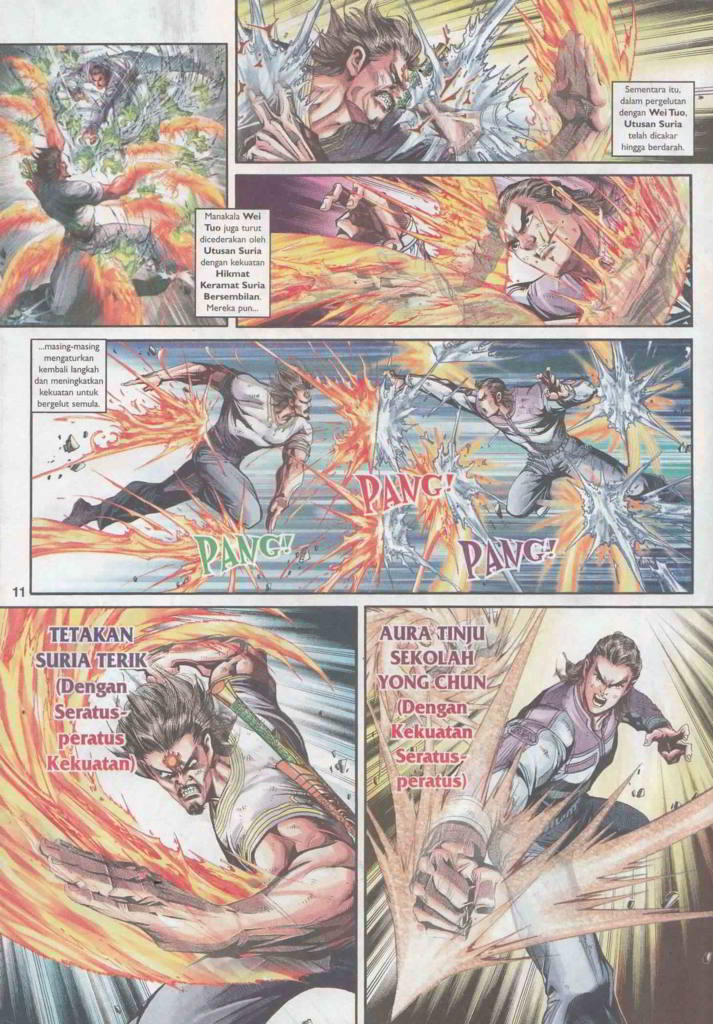 Sementara itu,
dalam pergelutan
dengan Wei Tuo,
Utusan Suria
telah dicakar
hingga berdarah.
Manakala Wei
Tuo juga turut
dicederakan oleh
Utusan Suria
dengan kekuatan
Hikmat
Keramat Suria
Bersembilan.
Mereka pun...
...masing-masing
mengaturkan
kembali langkah
dan meningkatkan
kekuatan untuk
bergelut semula.
PANG!
PANG!
PANG!
11
TETAKAN
SURIA TERIK
(Dengan
Seratus-
peratus
Kekuatan)
AURA TINJU
SEKOLAH
YONG CHUN
(Dengan
Kekuatan
Seratus-
peratus)